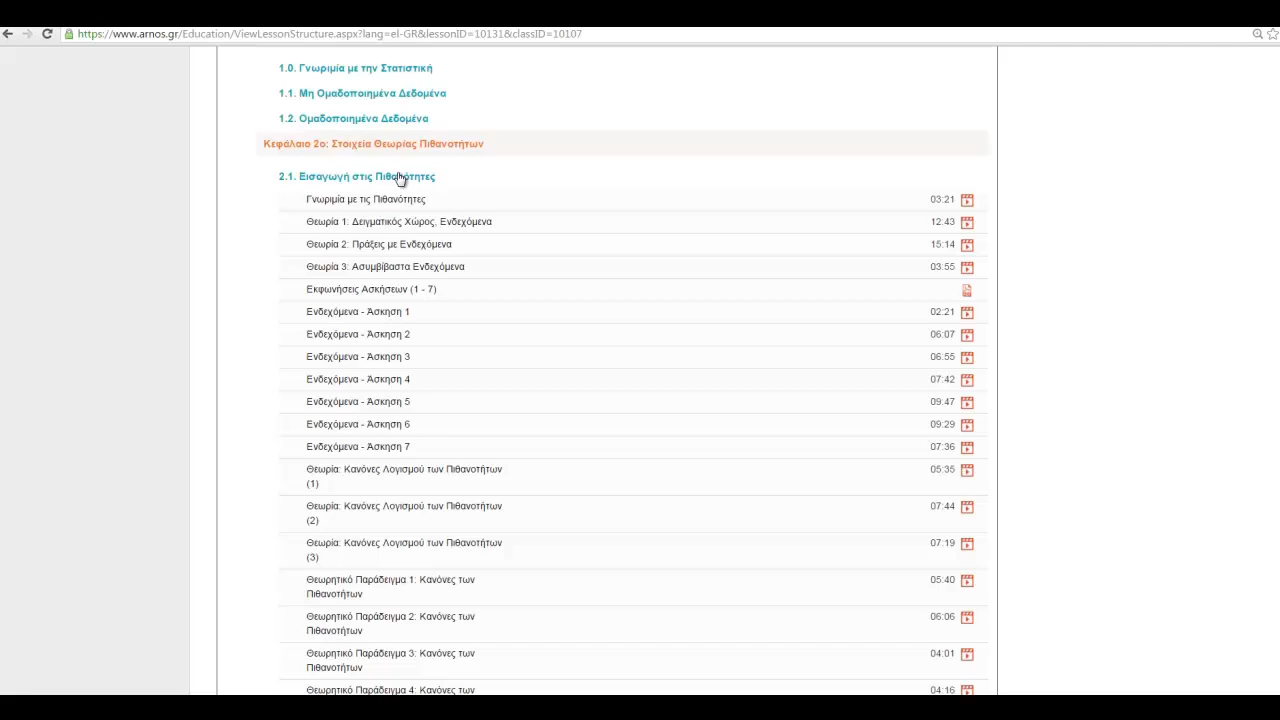 https://www.arnos.gr/Education/ViewLessonStructure.aspx?lang=el-GR&lessonID=10131&classID=10107
1.0. Γνωριμία με την Στατιστική
1.1. Μη Ομαδοποιημένα Δεδομένα
1.2. Ομαδοποιημένα Δεδομένα
Κεφάλαιο 2ο: Στοιχεία Θεωρίας Πιθανοτήτων
2.1. Εισαγωγή στις Πιθανότητες
Γνωριμία με τις Πιθανότητες 03:21
Θεωρία 1: Δειγματικός Χώρος, Ενδεχόμενα 12:43
Θεωρία 2: Πράξεις με Ενδεχόμενα 15:14
Θεωρία 3: Ασυμβίβαστα Ενδεχόμενα 03:55
Εκφωνήσεις Ασκήσεων (1 - 7)
Ενδεχόμενα - Άσκηση 1 02:21
Ενδεχόμενα - Άσκηση 2 06:07
Ενδεχόμενα - Άσκηση 3 06:55
Ενδεχόμενα - Άσκηση 4 07:42
Ενδεχόμενα - Άσκηση 5 09:47
Ενδεχόμενα - Άσκηση 6 09:29
Ενδεχόμενα - Άσκηση 7 07:36
Θεωρία: Κανόνες Λογισμού των Πιθανοτήτων 05:35
(1)
Θεωρία: Κανόνες Λογισμού των Πιθανοτήτων 07:44
(2)
Θεωρία: Κανόνες Λογισμού των Πιθανοτήτων 07:19
(3)
Θεωρητικό Παράδειγμα 1: Κανόνες των 05:40
Πιθανοτήτων
Θεωρητικό Παράδειγμα 2: Κανόνες των 06:06
Πιθανοτήτων
Θεωρητικό Παράδειγμα 3: Κανόνες των 04:01
Πιθανοτήτων
Θεωρητικό Παράδειγμα 4: Κανόνες των 04:16